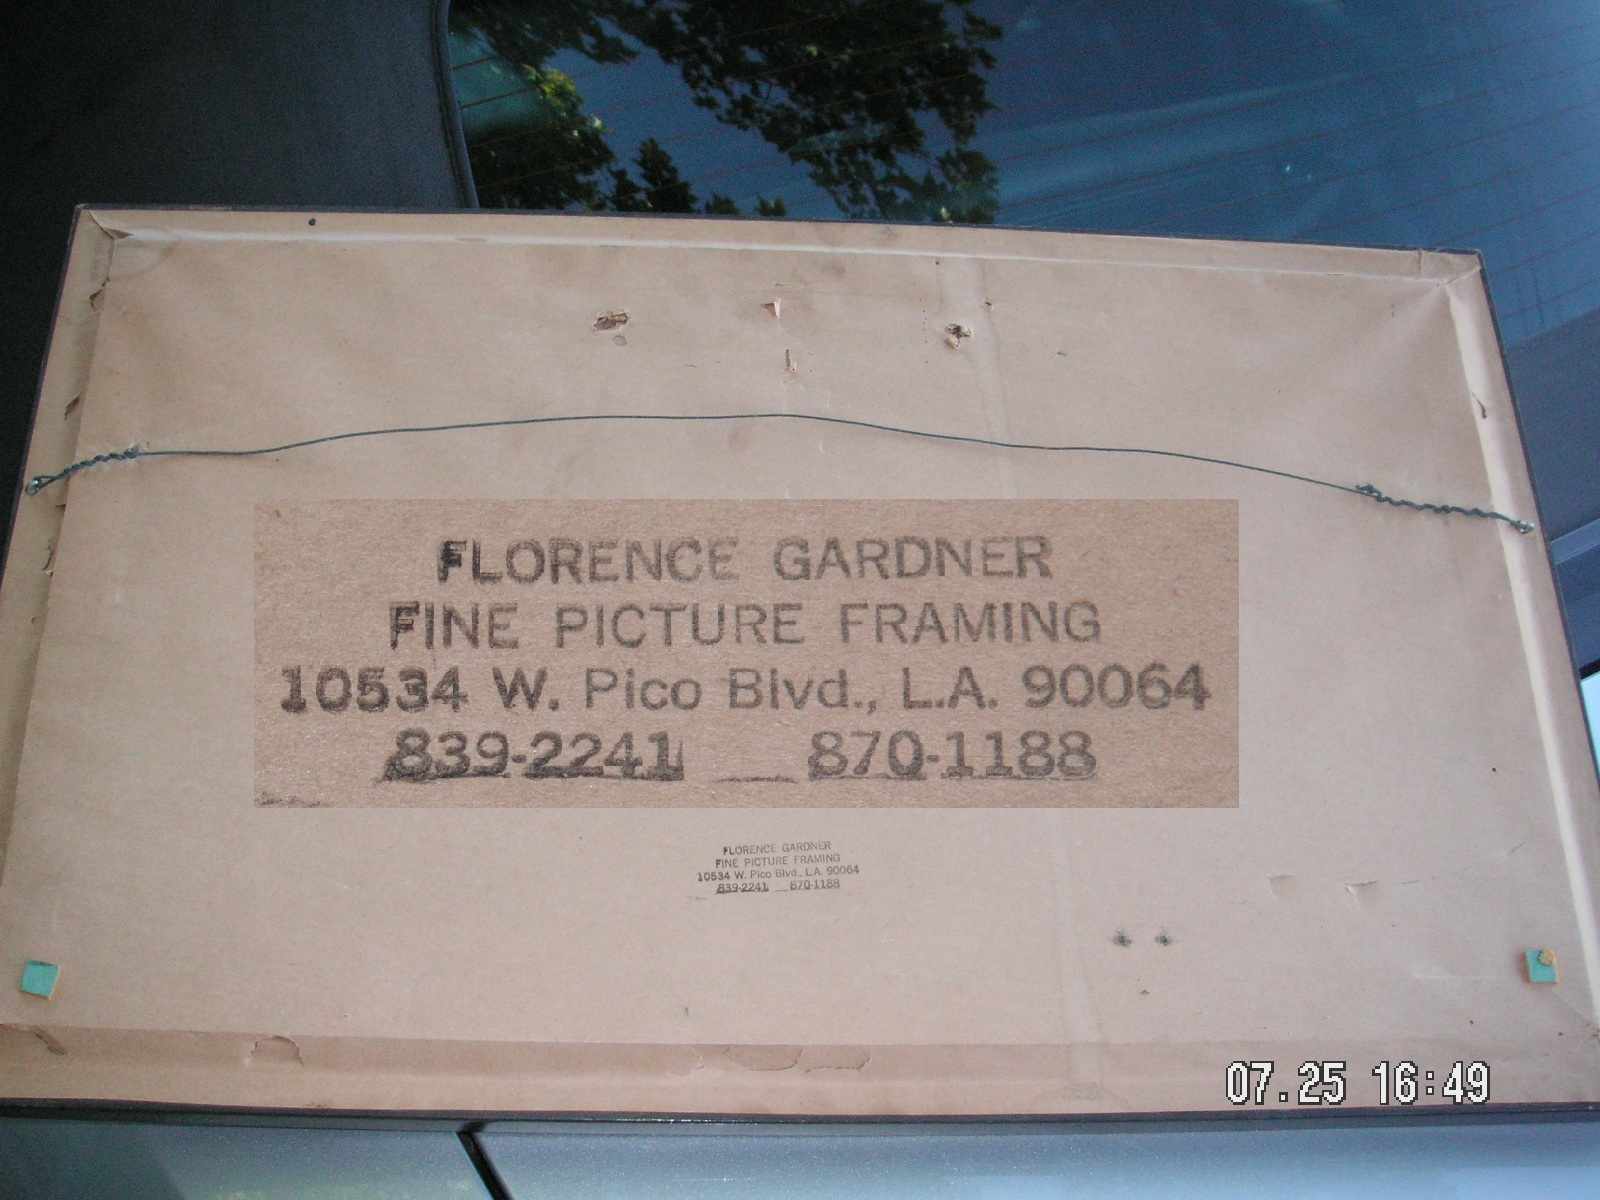 FLORENCE GARDNER
FINE PICTURE FRAMING
10534 W. Pico Blvd., L.A. 90064
839-2241 870-1188
FLORENCE GARDNER
FINE PICTURE FRAMING
10534 W. Pico Blvd., L.A. 90064
839-2241 870-1188
07.25 16:49